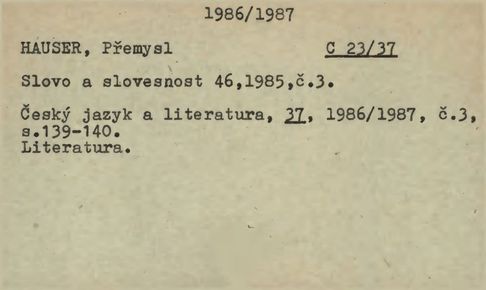 1986/1987
HAUSER, Přemysl C 23/37
Slovo a slovesnost 46,1985,č.3.
Český jazyk a literatura, 37, 1986/1987, č.3,
s.139-140.
Literatura.